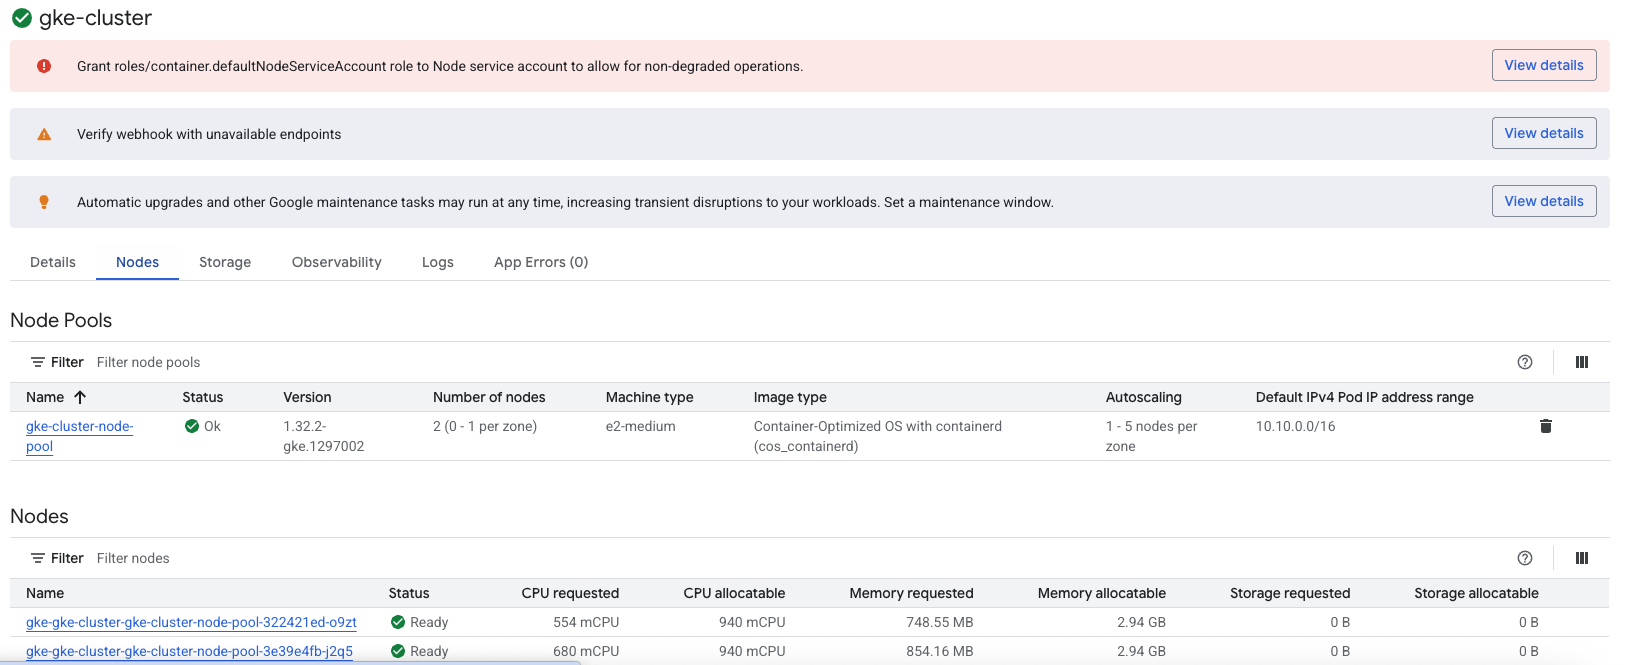 gke-cluster
Grant roles/container.defaultNodeServiceAccount role to Node service account to allow for non-degraded operations.
View details
Verify webhook with unavailable endpoints
View details
Automatic upgrades and other Google maintenance tasks may run at any time, increasing transient disruptions to your workloads. Set a maintenance window.
View details
Details Nodes Storage Observability Logs App Errors (0)
Node Pools
Filter Filter node pools
Name Status Version Number of nodes Machine type Image type Autoscaling Default IPv4 Pod IP address range
gke-cluster-node- Ok 1.32.2- 2 (0 - 1 per zone) e2-medium Container-Optimized OS with containerd 1 - 5 nodes per 10.10.0.0/16
pool gke.1297002 (cos_containerd) zone
Nodes
Filter Filter nodes
Name Status CPU requested CPU allocatable Memory requested Memory allocatable Storage requested Storage allocatable
gke-gke-cluster-gke-cluster-node-pool-322421ed-o9zt Ready 554 mCPU 940 mCPU 748.55 MB 2.94 GB 0 B 0 B
gke-gke-cluster-gke-cluster-node-pool-3e39e4fb-j2q5 Ready 680 mCPU 940 mCPU 854.16 MB 2.94 GB 0 B 0 B